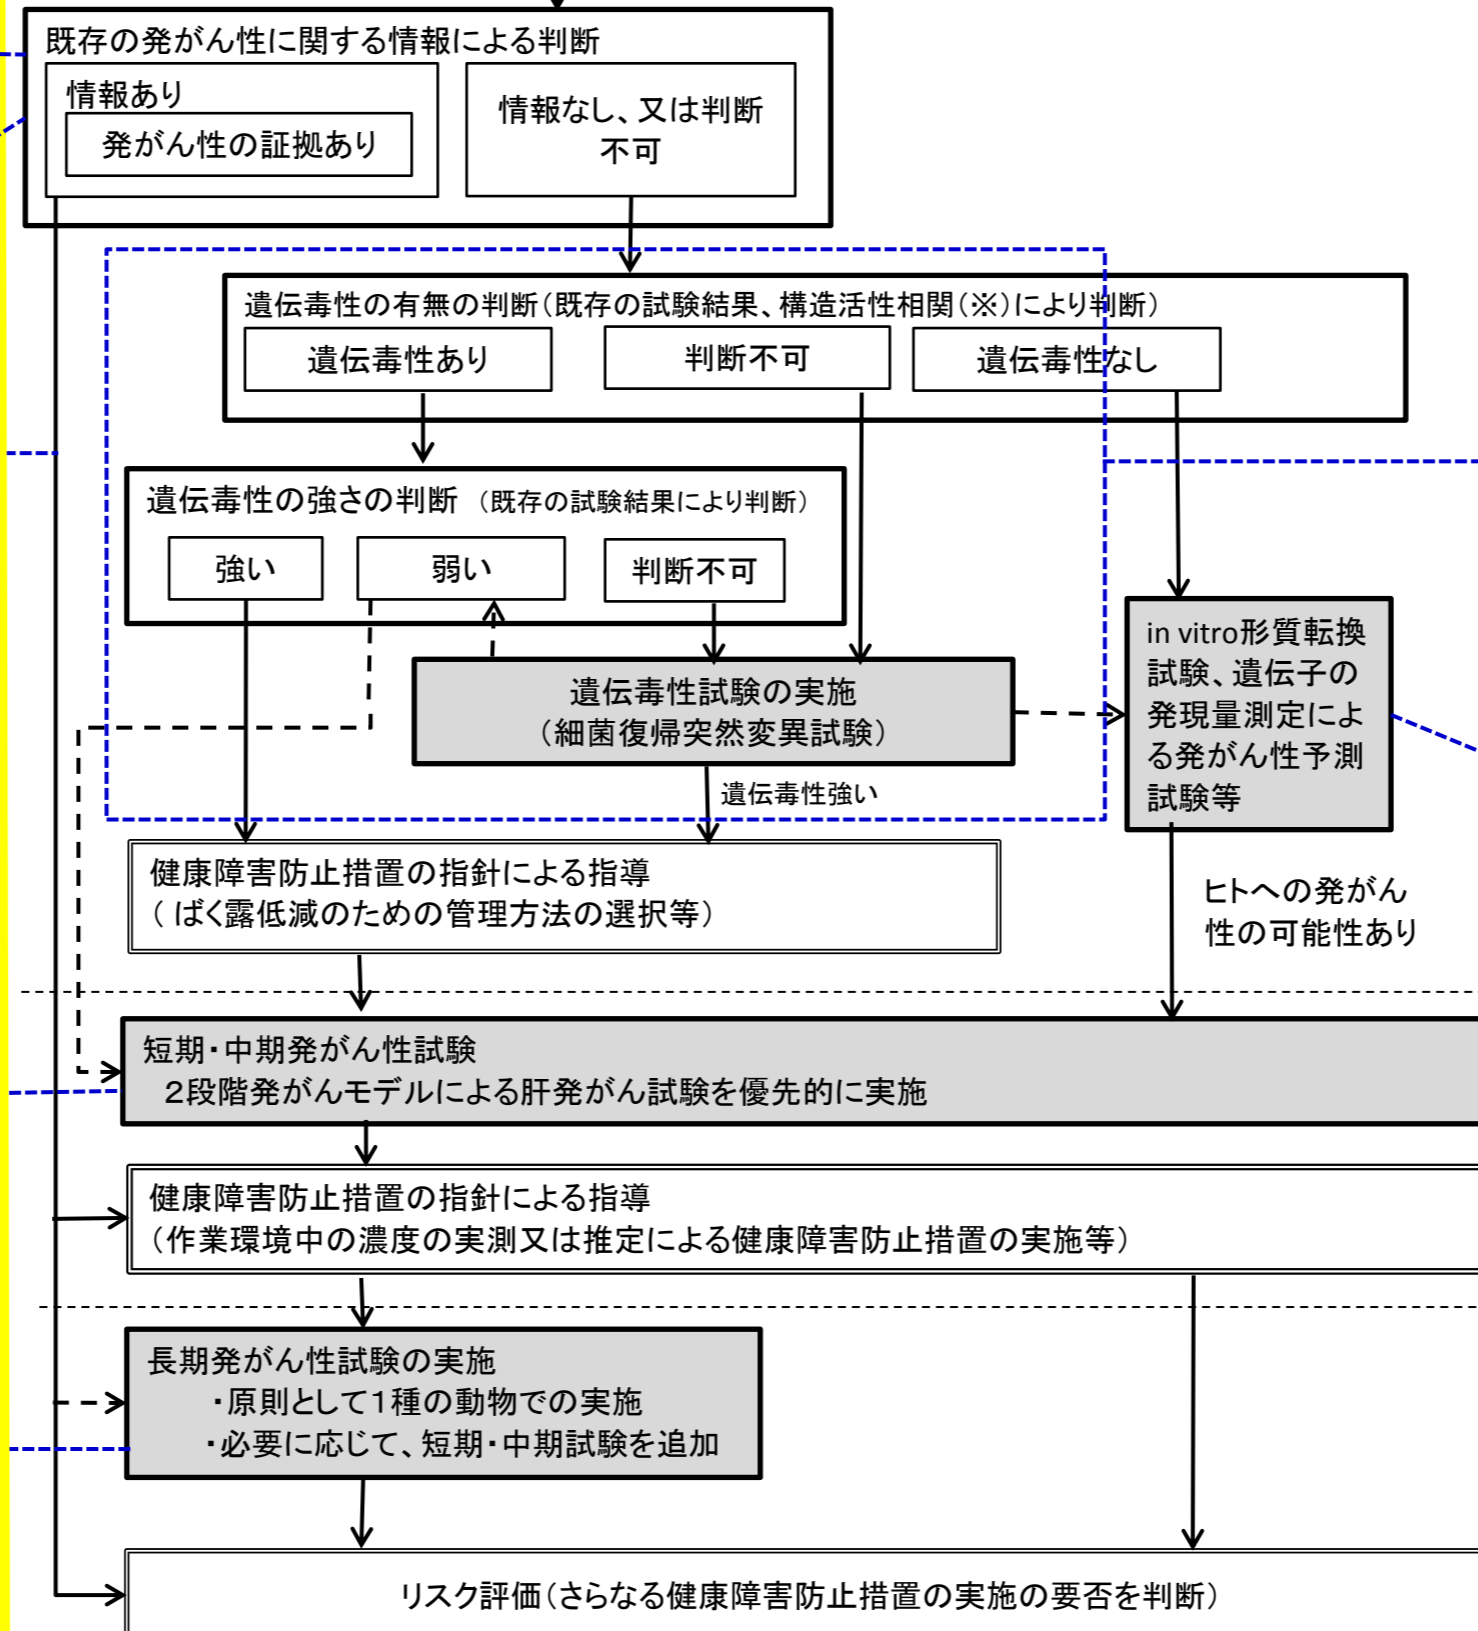 既存の発がん性に関する情報による判断
情報あり
発がん性の証拠あり
情報なし、又は判断
不可
遺伝毒性の有無の判断(既存の試験結果、構造活性相関(※)により判断)
遺伝毒性あり
判断不可
遺伝毒性なし
遺伝毒性の強さの判断 (既存の試験結果により判断)
強い
弱い
判断不可
in vitro形質転換
試験、遺伝子の
発現量測定によ
る発がん性予測
試験等
遺伝毒性試験の実施
(細菌復帰突然変異試験)
遺伝毒性強い
健康障害防止措置の指針による指導
( ばく露低減のための管理方法の選択等)
ヒトへの発がん
性の可能性あり
短期・中期発がん性試験
2段階発がんモデルによる肝発がん試験を優先的に実施
健康障害防止措置の指針による指導
(作業環境中の濃度の実測又は推定による健康障害防止措置の実施等)
長期発がん性試験の実施
・原則として1種の動物での実施
・必要に応じて、短期・中期試験を追加
リスク評価(さらなる健康障害防止措置の実施の要否を判断)